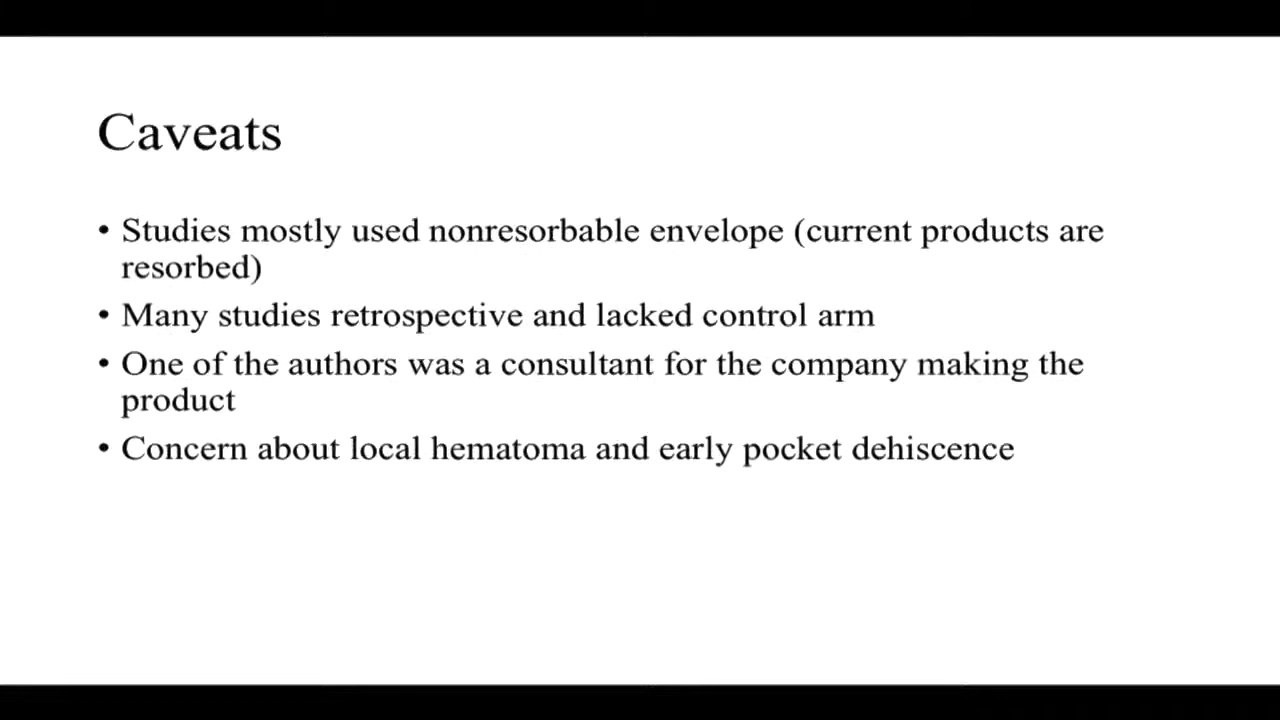 Caveats
• Studies mostly used nonresorbable envelope (current products are
resorbed)
• Many studies retrospective and lacked control arm
• One of the authors was a consultant for the company making the
product
• Concern about local hematoma and early pocket dehiscence